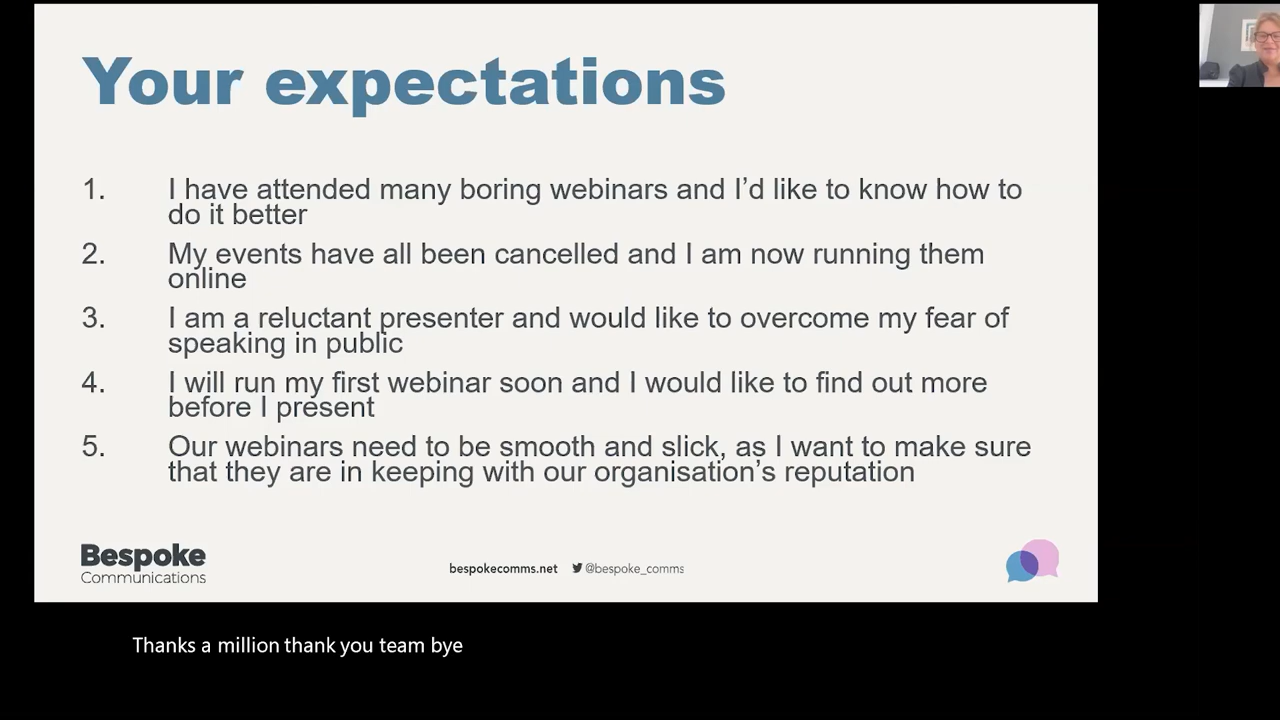 Your expectations
1. I have attended many boring webinars and I’d like to know how to
do it better
2. My events have all been cancelled and I am now running them
online
3. I am a reluctant presenter and would like to overcome my fear of
speaking in public
4. I will run my first webinar soon and I would like to find out more
before I present
5. Our webinars need to be smooth and slick, as I want to make sure
that they are in keeping with our organisation’s reputation
Bespoke
Communications
bespokecomms.net @bespoke_comms
Thanks a million thank you team bye